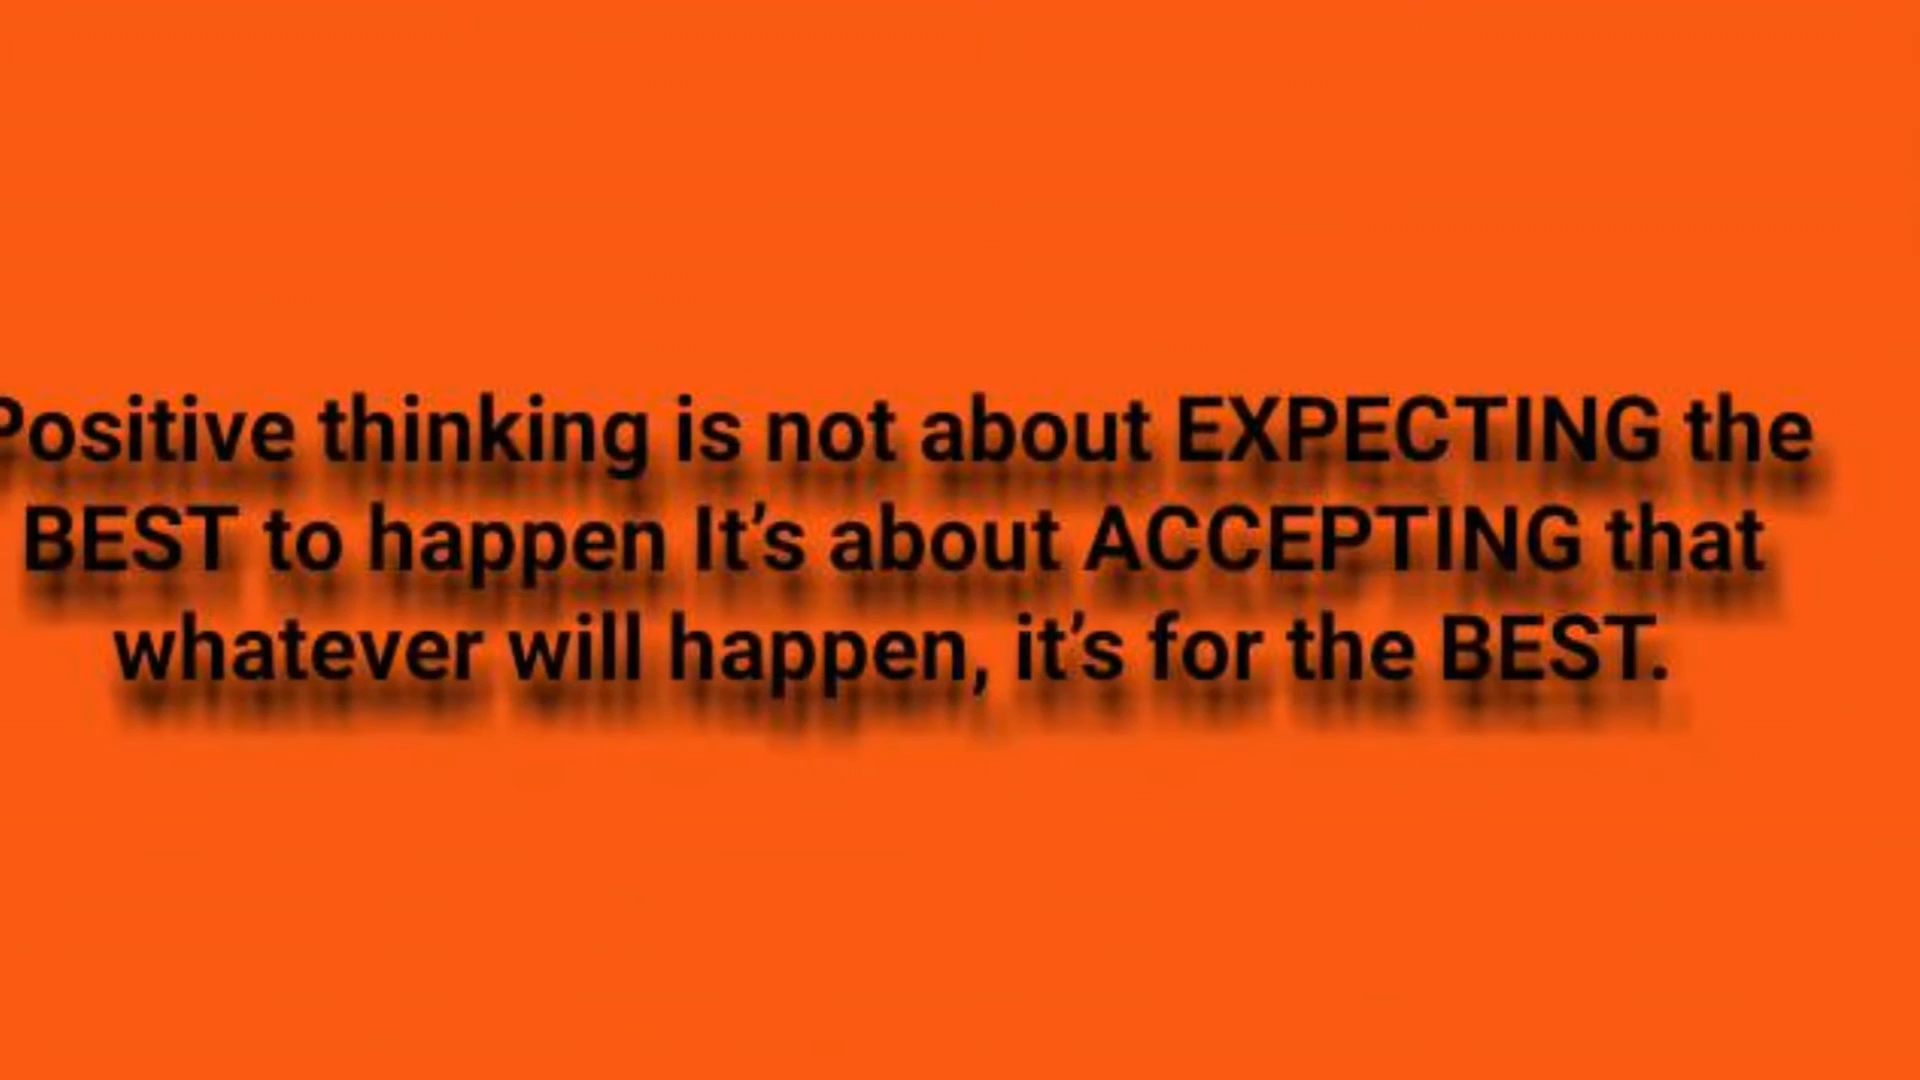 Positive thinking is not about EXPECTING the
BEST to happen It’s about ACCEPTING that
whatever will happen, it’s for the BEST.